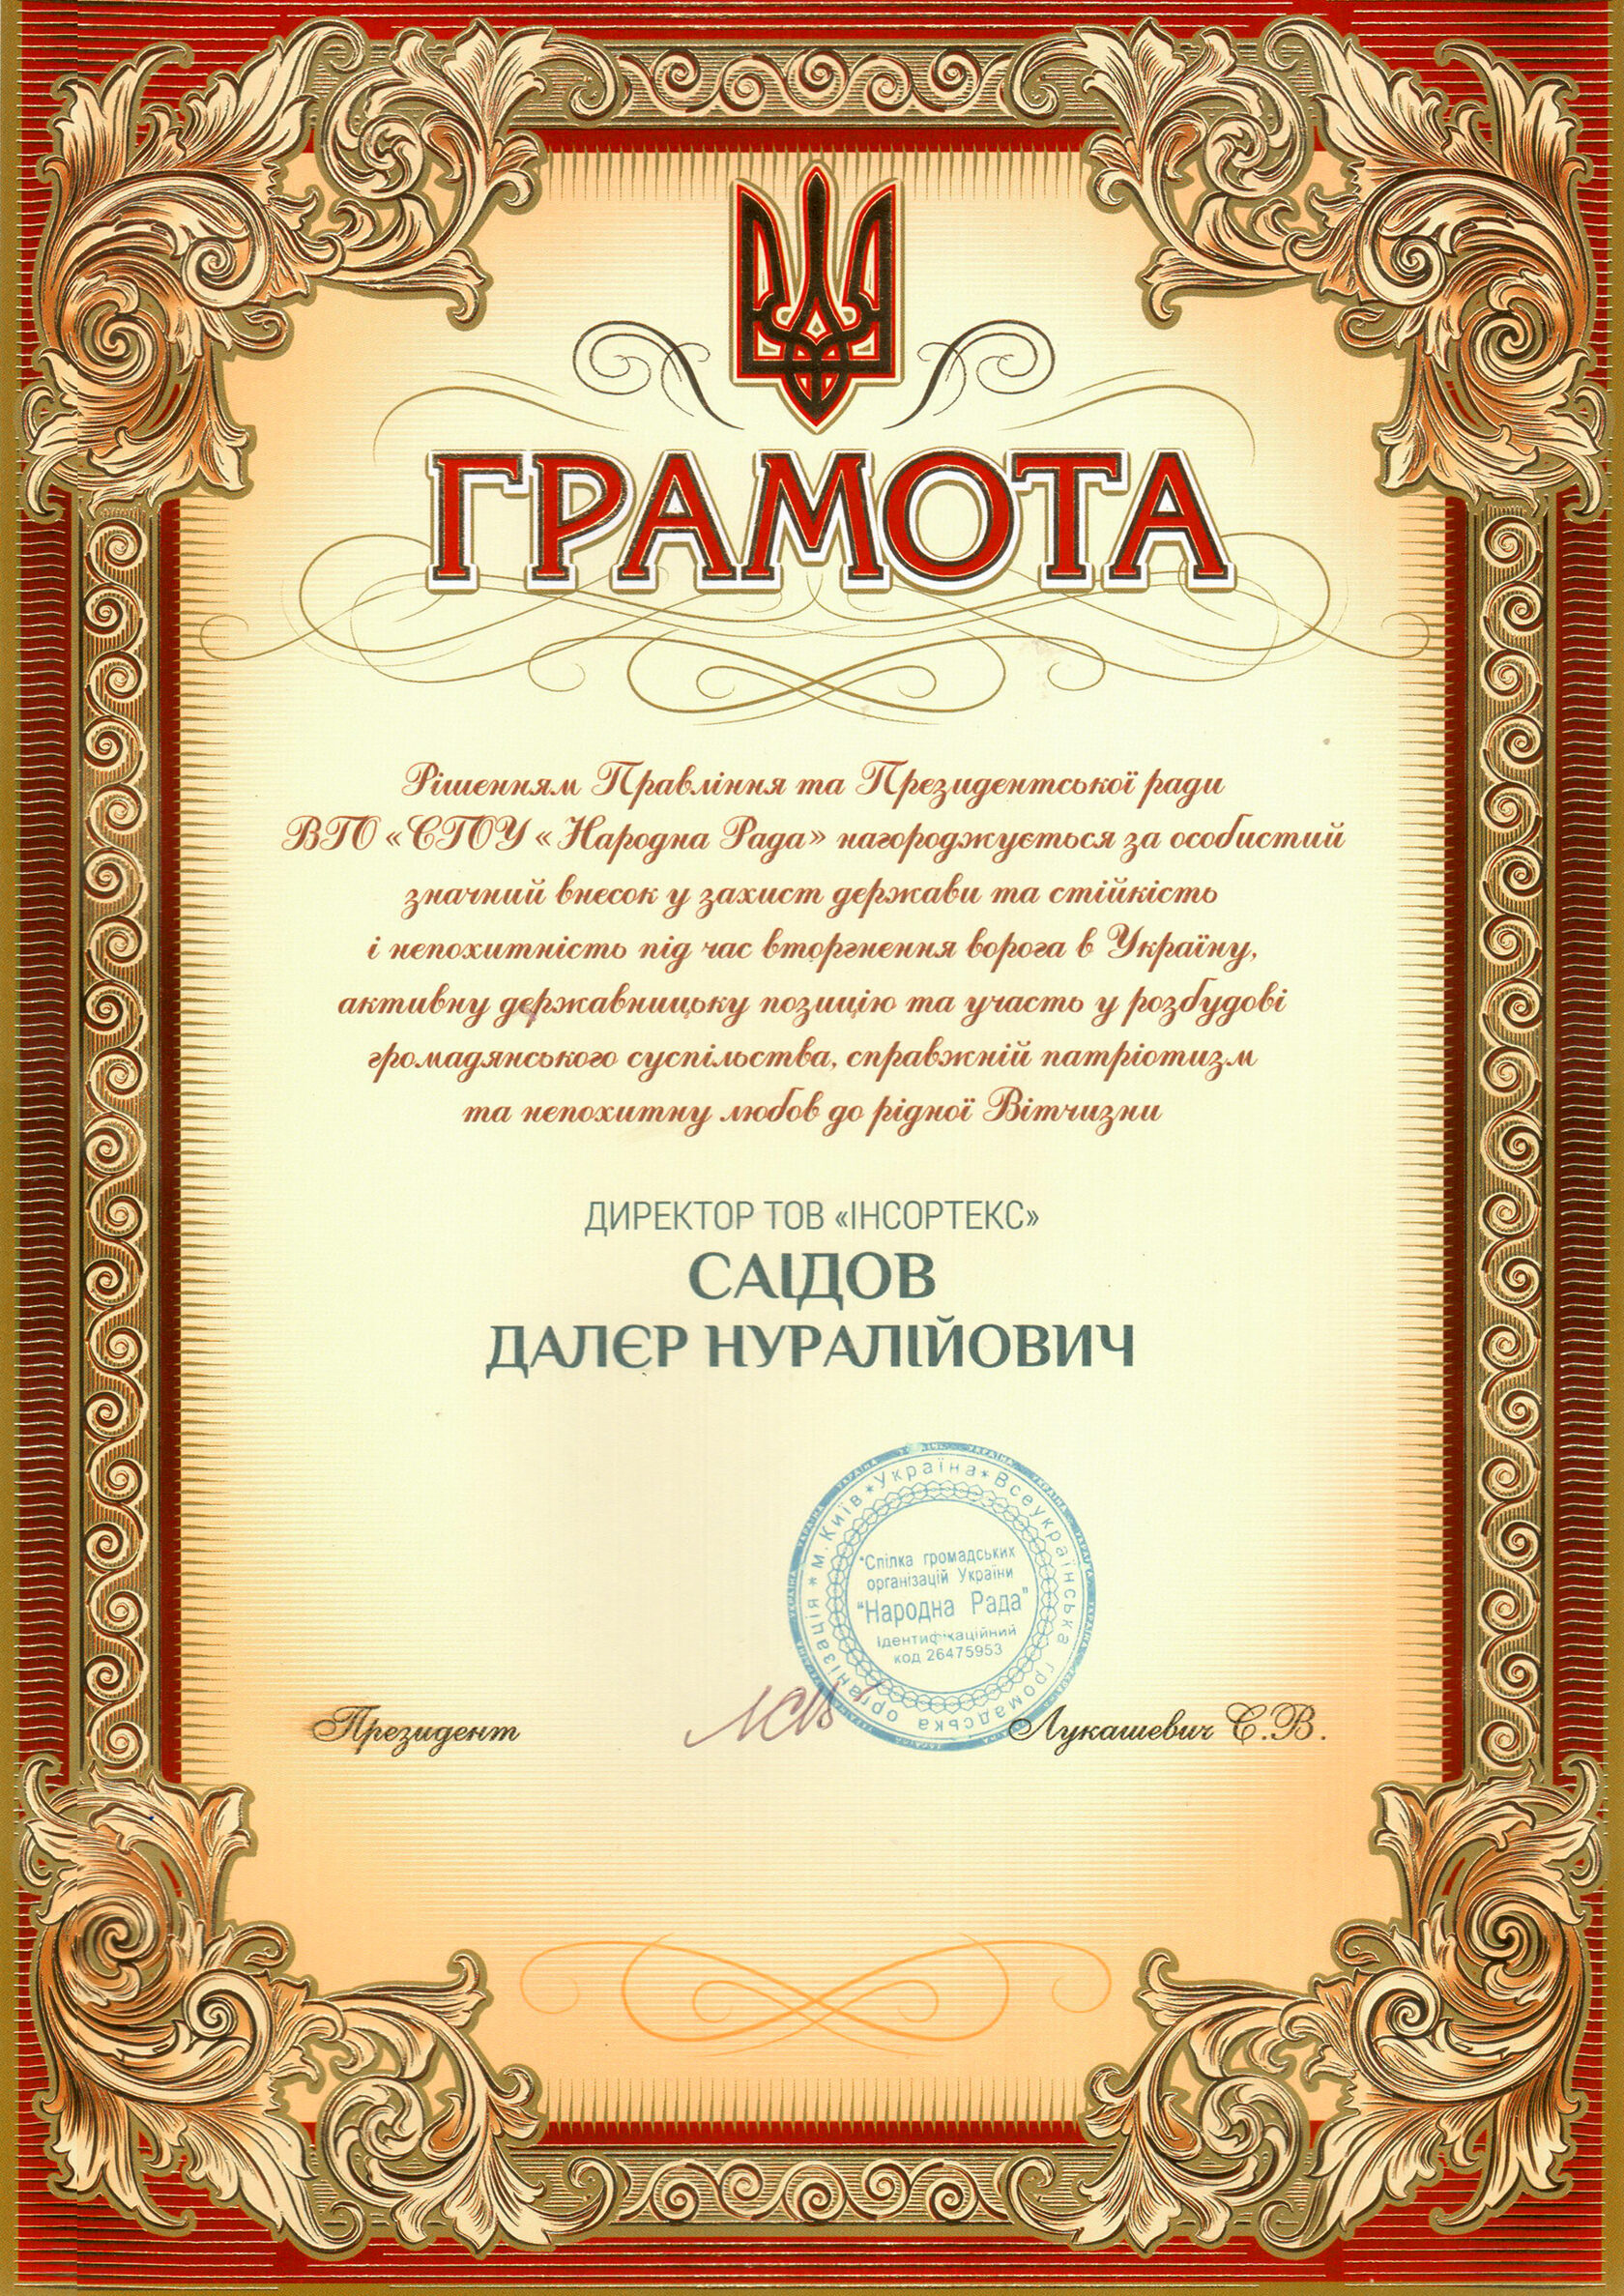 ГРАМОТА
Рішенням Правління та Президентської ради
ВГО «СГОУ «Народна Рада» нагороджується за особистий
значний внесок у захист держави та стійкість
і непохитність під час вторгнення ворога в Україну,
активну державницьку позицію та участь у розбудові
громадянського суспільства, справжній патріотизм
та непохитну любов до рідної Вітчизни
ДИРЕКТОР ТОВ «ІНСОРТЕКС»
САІДОВ
ДАЛЄР НУРАЛІЙОВИЧ
м.Київ * Україна * Всеукраїнська громадська організація *
"Спілка громадських
організацій України
"Народна Рада"
Ідентифікаційний
код 26475953
Президент
Лукашевич С.В.